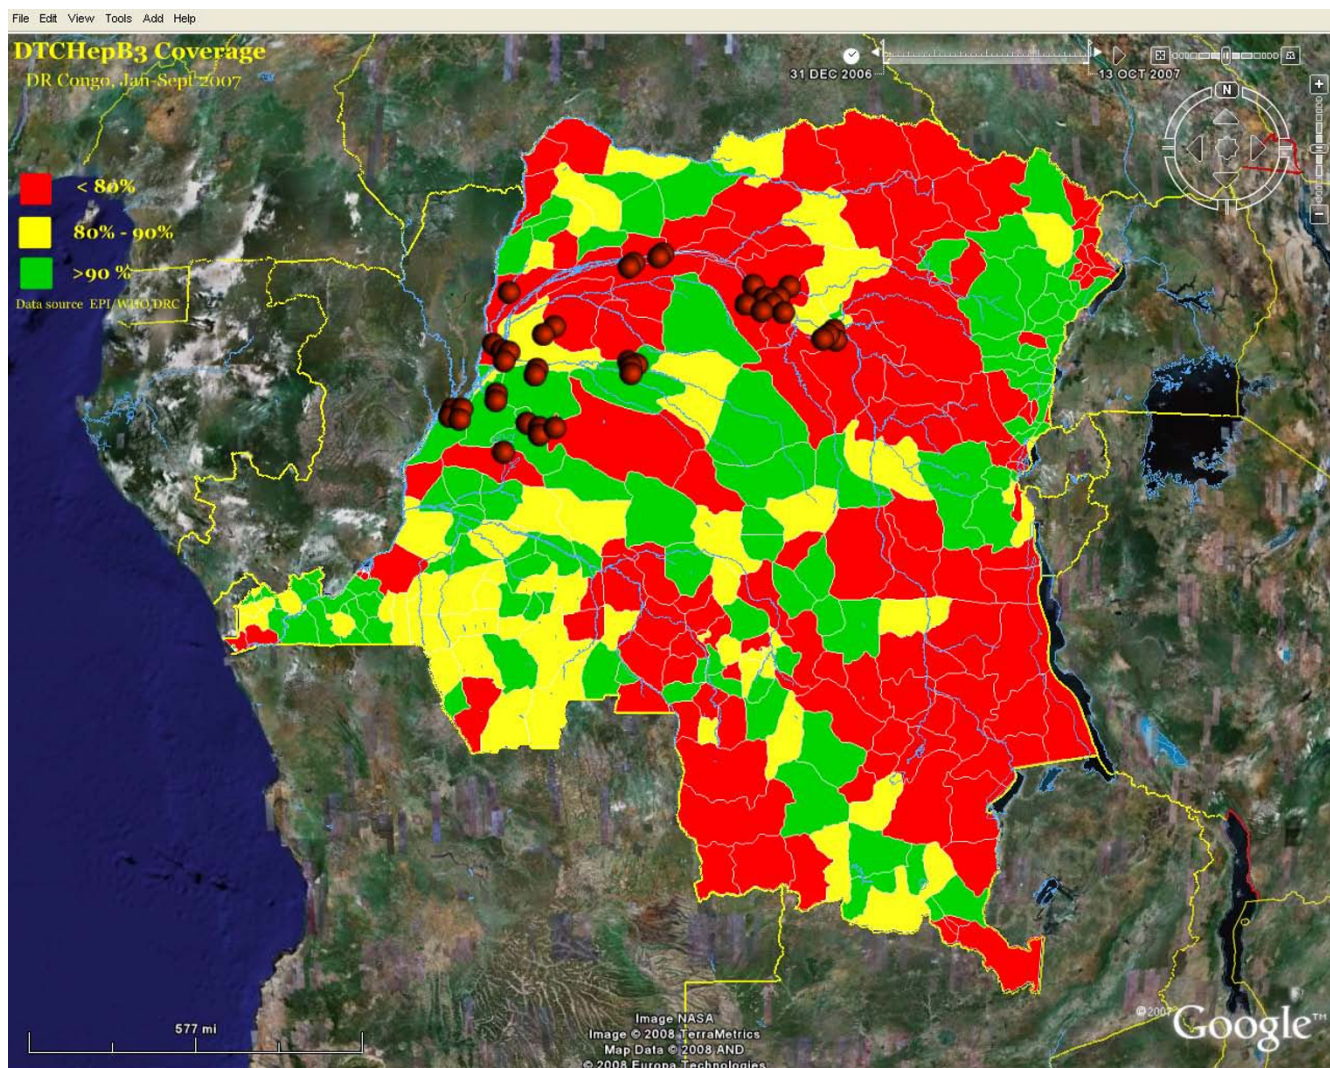 File Edit View Tools Add Help
DTCHepB3 Coverage
DR Congo, Jan-Sept 2007
31 DEC 2006
13 OCT 2007
N
< 80%
80% - 90%
>90 %
Data source EPI/WHO/DRC
577 mi
Image NASA
Image © 2008 TerraMetrics
Map Data © 2008 AND
© 2008 Europa Technologies
©2007 Google™